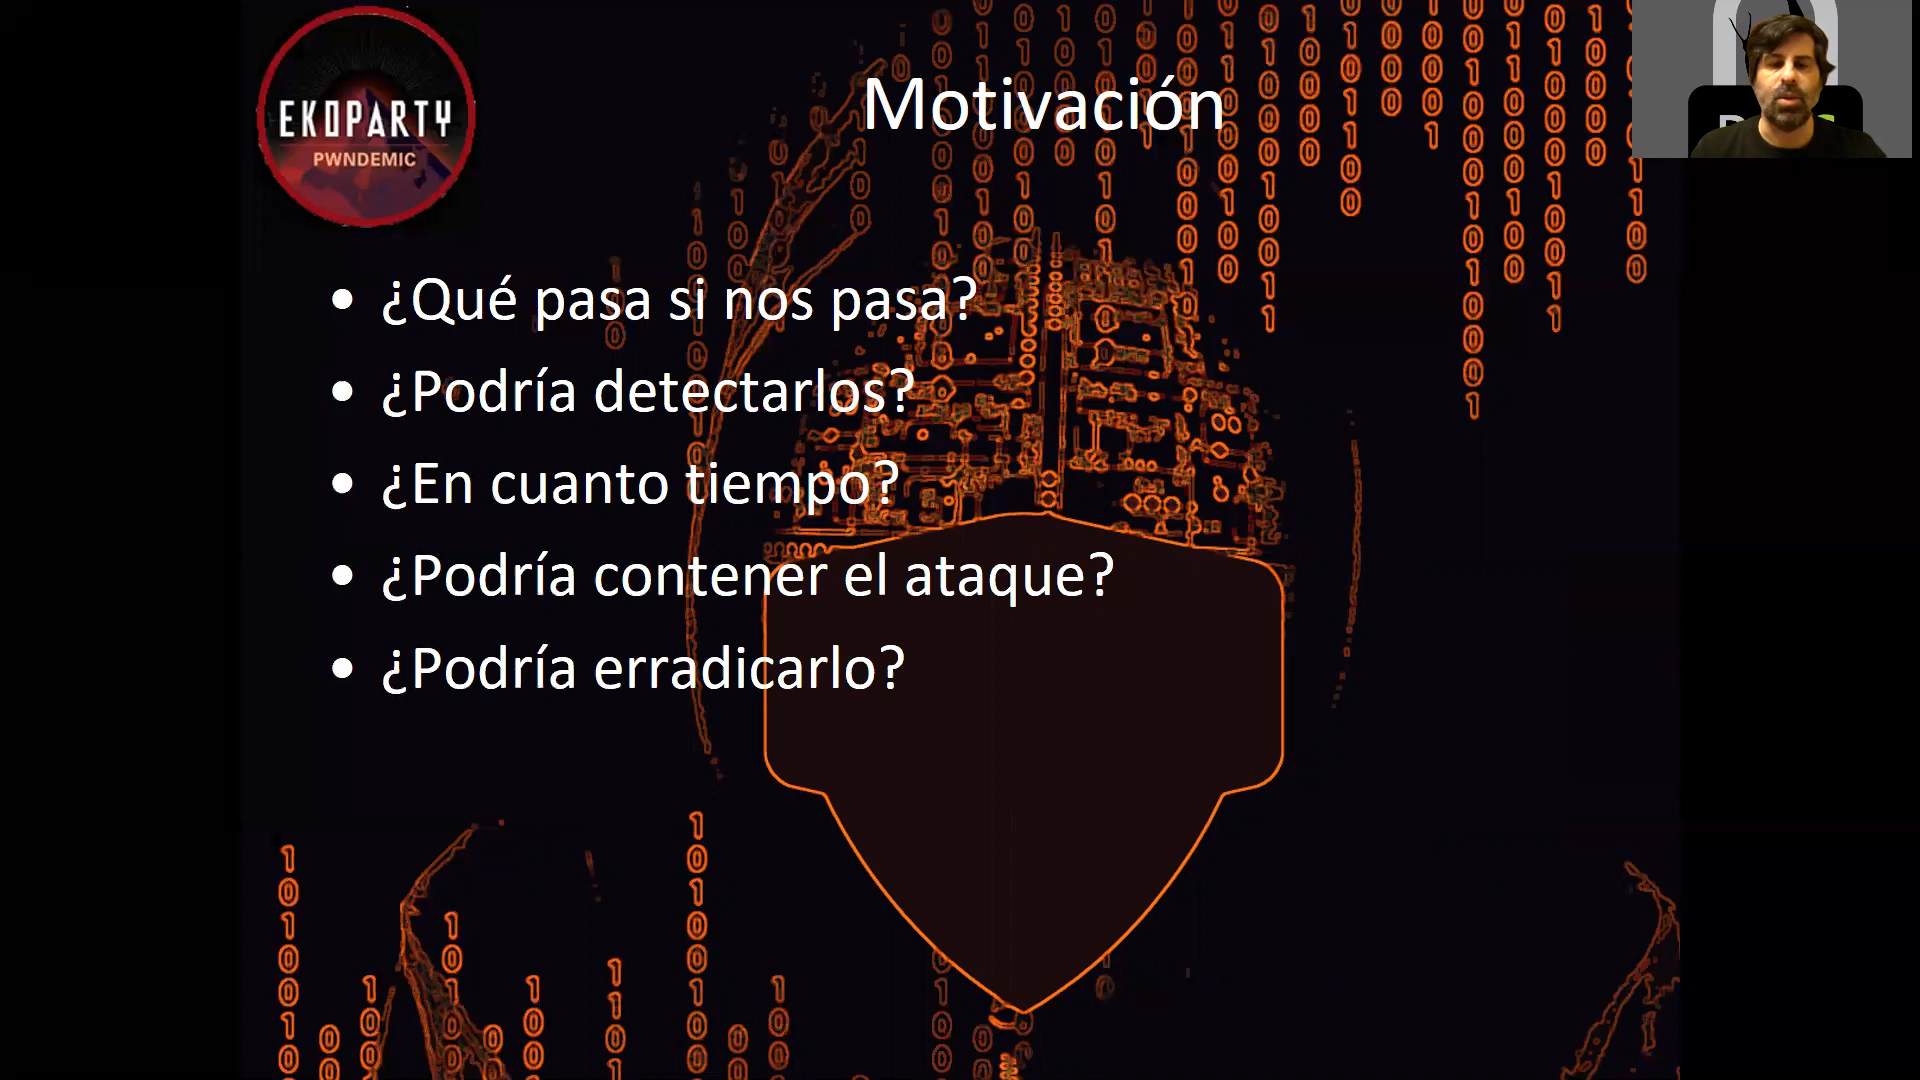 EKOPARTY
PWNDEMIC
Motivación
• ¿Qué pasa si nos pasa?
• ¿Podría detectarlos?
• ¿En cuanto tiempo?
• ¿Podría contener el ataque?
• ¿Podría erradicarlo?